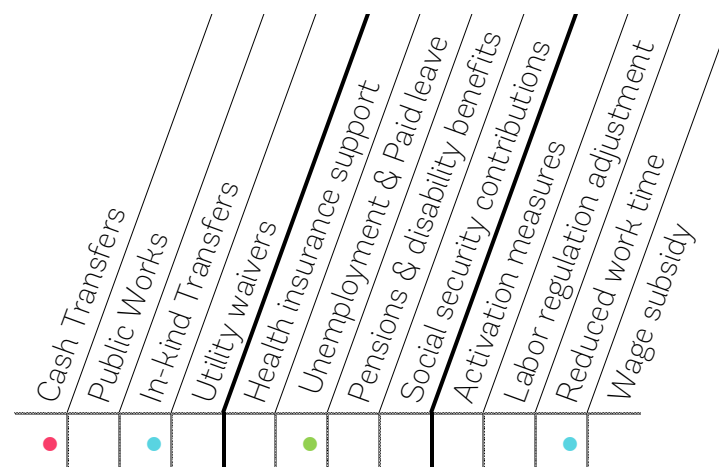 Cash Transfers
Public Works
In-kind Transfers
Utility waivers
Health insurance support
Unemployment & Paid leave
Pensions & disability benefits
Social security contributions
Activation measures
Labor regulation adjustment
Reduced work time
Wage subsidy